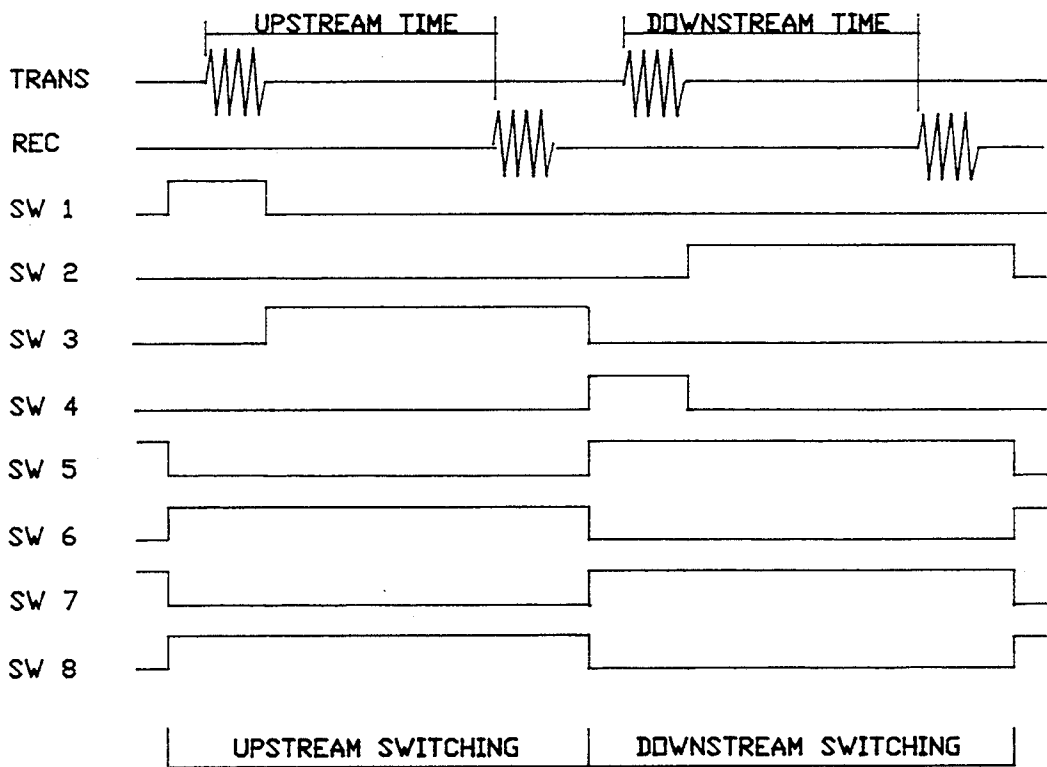 UPSTREAM TIME DOWNSTREAM TIME
TRANS
REC
SW 1
SW 2
SW 3
SW 4
SW 5
SW 6
SW 7
SW 8
UPSTREAM SWITCHING DOWNSTREAM SWITCHING